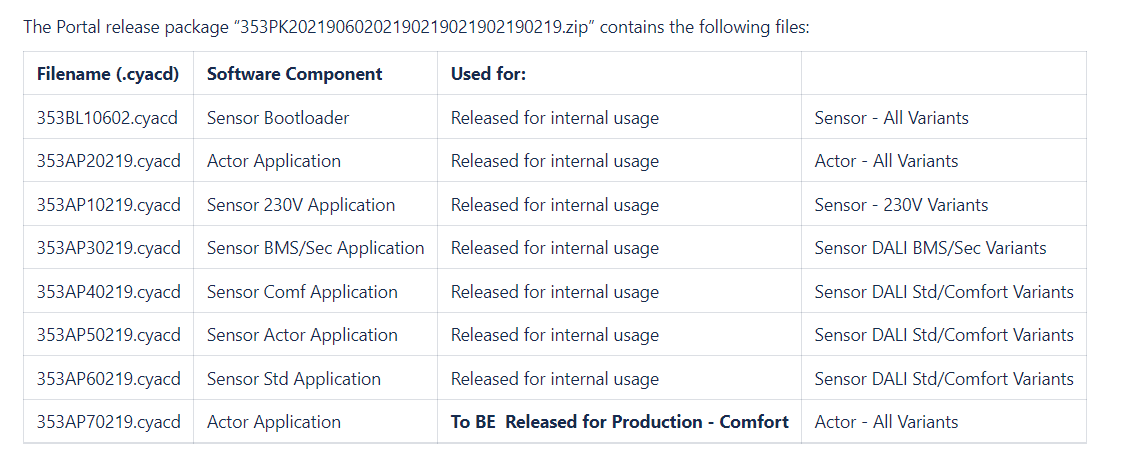 The Portal release package “353PK20219060202190219021902190219.zip” contains the following files:
Filename (.cyacd) Software Component Used for:
353BL10602.cyacd Sensor Bootloader Released for internal usage Sensor - All Variants
353AP20219.cyacd Actor Application Released for internal usage Actor - All Variants
353AP10219.cyacd Sensor 230V Application Released for internal usage Sensor - 230V Variants
353AP30219.cyacd Sensor BMS/Sec Application Released for internal usage Sensor DALI BMS/Sec Variants
353AP40219.cyacd Sensor Comf Application Released for internal usage Sensor DALI Std/Comfort Variants
353AP50219.cyacd Sensor Actor Application Released for internal usage Sensor DALI Std/Comfort Variants
353AP60219.cyacd Sensor Std Application Released for internal usage Sensor DALI Std/Comfort Variants
353AP70219.cyacd Actor Application To BE  Released for Production - Comfort Actor - All Variants